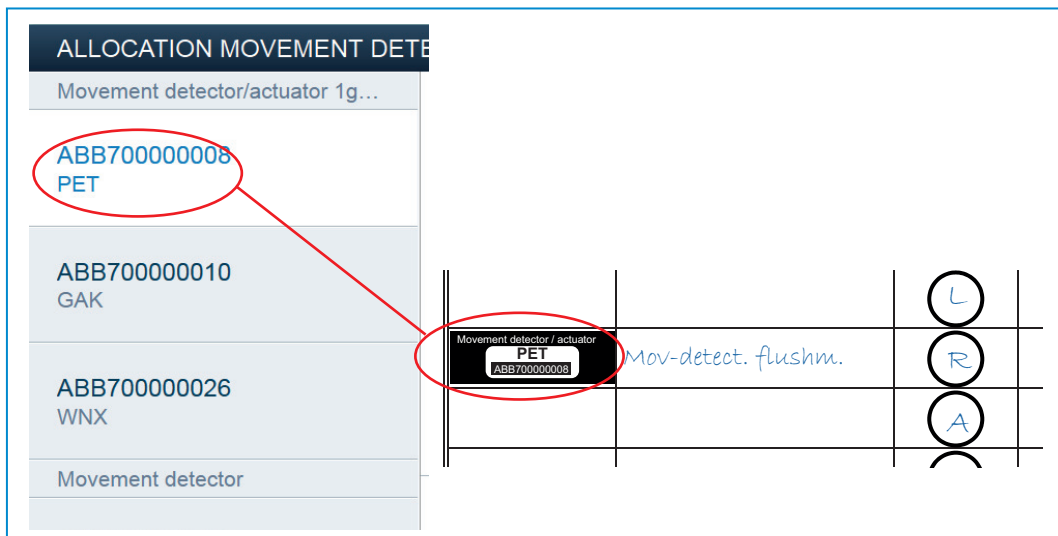 ALLOCATION MOVEMENT DETE
Movement detector/actuator 1g...
ABB700000008
PET
ABB700000010
GAK
ABB700000026
WNX
Movement detector
L
Movement detector / actuator
PET
ABB700000008
Mov-detect. flushm.
R
A